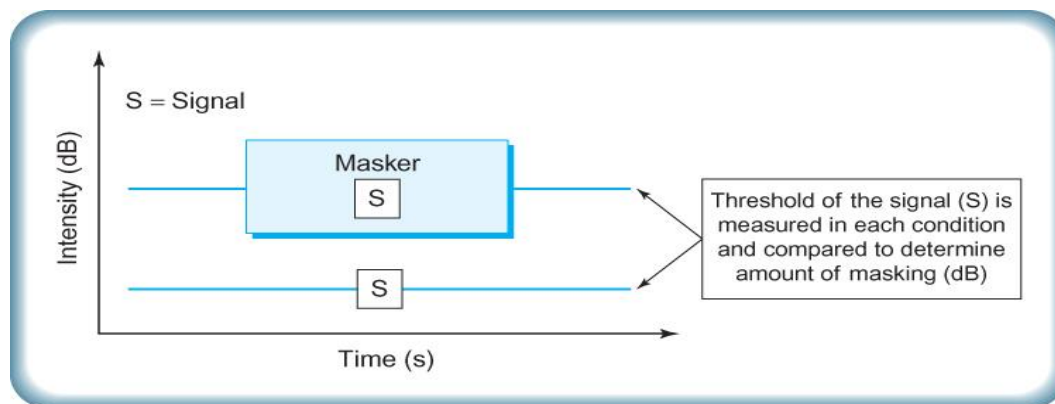 S = Signal
Intensity (dB)
Masker
S
S
Threshold of the signal (S) is
measured in each condition
and compared to determine
amount of masking (dB)
Time (s)